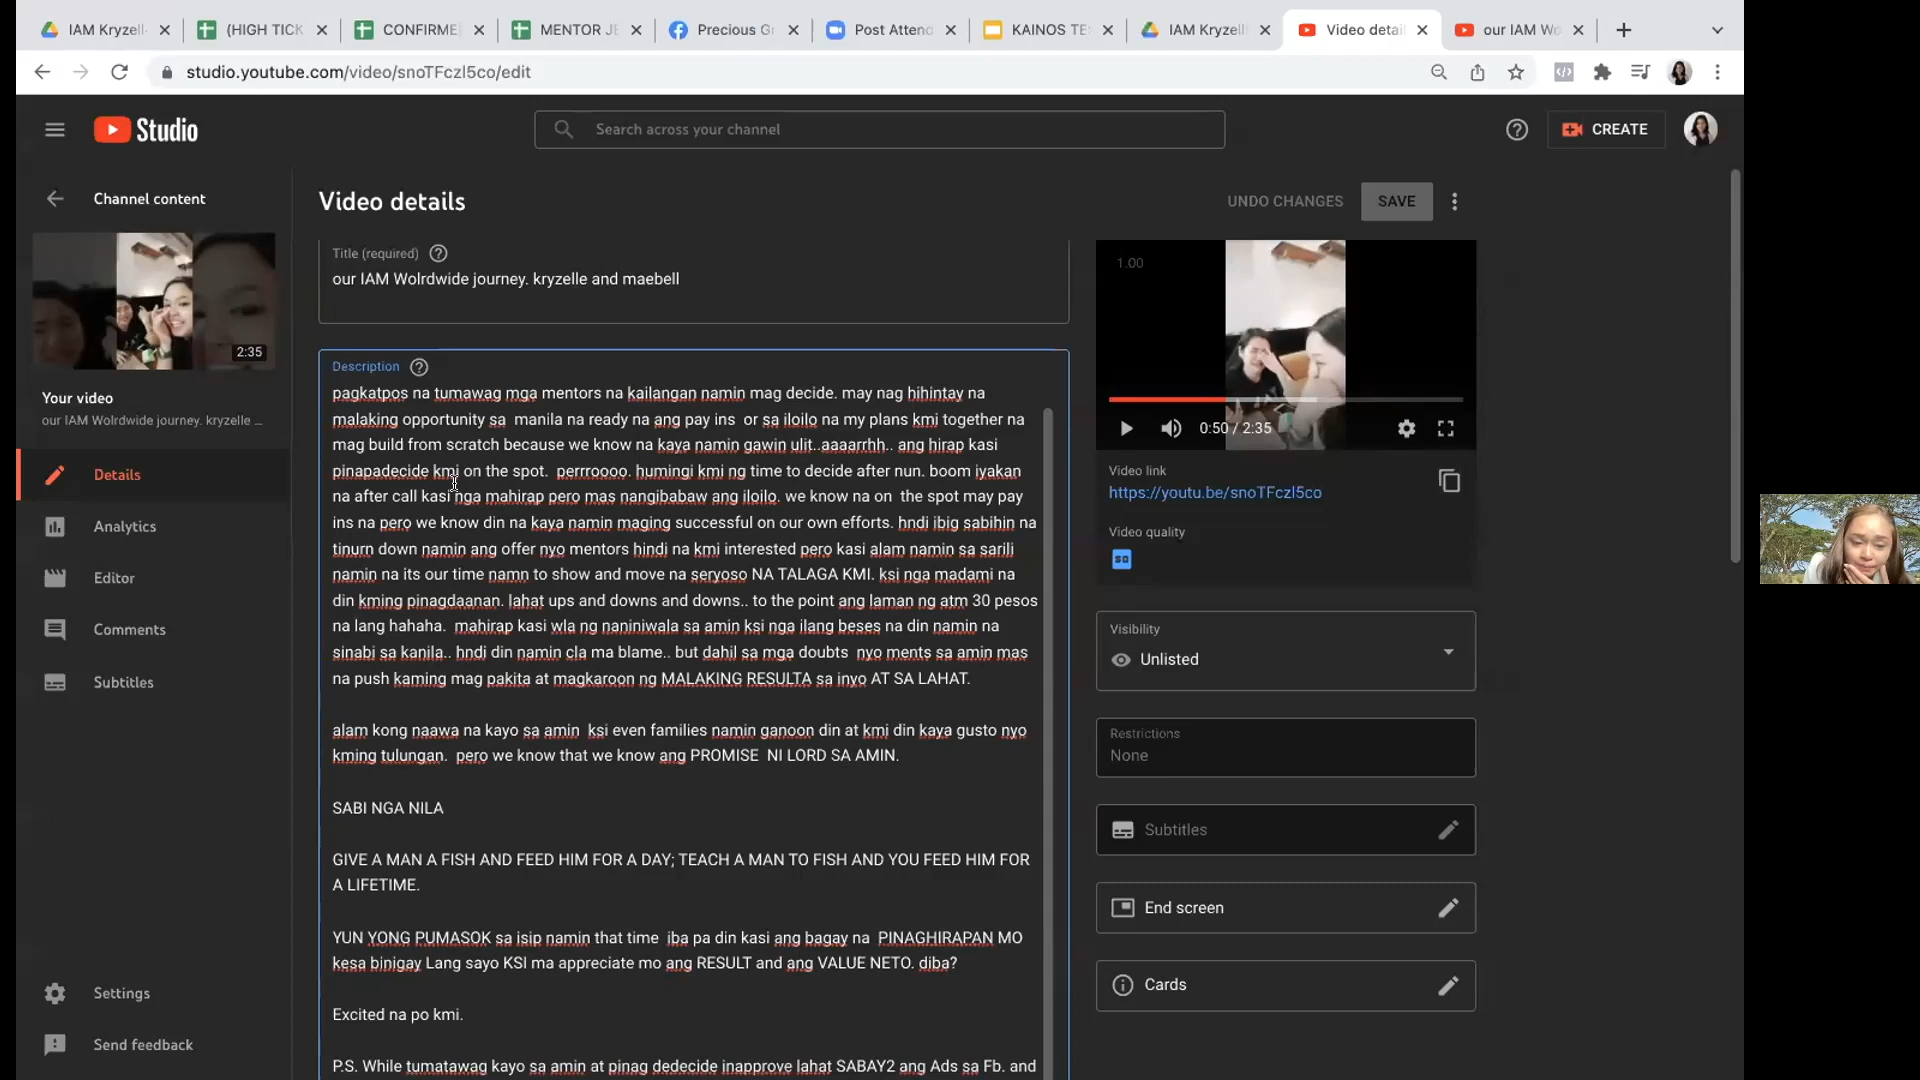 IAM Kryzell
(HIGH TICK
CONFIRME
MENTOR JE
Precious Gr
Post Attend
KAINOS TE
IAM Kryzell
Video detai
our IAM Wo
studio.youtube.com/video/snoTFczl5co/edit
Studio
Search across your channel
CREATE
Channel content
Video details
UNDO CHANGES
SAVE
2:35
Your video
our IAM Wolrdwide journey. kryzelle ...
Details
Analytics
Editor
Comments
Subtitles
Settings
Send feedback
Title (required)
our IAM Wolrdwide journey. kryzelle and maebell
Description
pagkatpos na tumawag mga mentors na kailangan namin mag decide. may nag hihintay na
malaking opportunity sa  manila na ready na ang pay ins  or sa iloilo na my plans kmi together na
mag build from scratch because we know na kaya namin gawin ulit..aaaarrhh.. ang hirap kasi
pinapadecide kmi on the spot.  perrroooo. humingi kmi ng time to decide after nun. boom iyakan
na after call kasi nga mahirap pero mas nangibabaw ang iloilo. we know na on  the spot may pay
ins na pero we know din na kaya namin maging successful on our own efforts. hndi ibig sabihin na
tinurn down namin ang offer nyo mentors hindi na kmi interested pero kasi alam namin sa sarili
namin na its our time namn to show and move na seryoso NA TALAGA KMI. ksi nga madami na
din kming pinagdaanan. lahat ups and downs and downs.. to the point ang laman ng atm 30 pesos
na lang hahaha.  mahirap kasi wla ng naniniwala sa amin ksi nga ilang beses na din namin na
sinabi sa kanila.. hndi din namin cla ma blame.. but dahil sa mga doubts  nyo ments sa amin mas
na push kaming mag pakita at magkaroon ng MALAKING RESULTA sa inyo AT SA LAHAT.
alam kong naawa na kayo sa amin  ksi even families namin ganoon din at kmi din kaya gusto nyo
kming tulungan.  pero we know that we know ang PROMISE  NI LORD SA AMIN.
SABI NGA NILA
GIVE A MAN A FISH AND FEED HIM FOR A DAY; TEACH A MAN TO FISH AND YOU FEED HIM FOR
A LIFETIME.
YUN YONG PUMASOK sa isip namin that time  iba pa din kasi ang bagay na  PINAGHIRAPAN MO
kesa binigay Lang sayo KSI ma appreciate mo ang RESULT and ang VALUE NETO. diba?
Excited na po kmi.
P.S. While tumatawag kayo sa amin at pinag dedecide inapprove lahat SABAY2 ang Ads sa Fb. and
1.00
0:50 / 2:35
Video link
https://youtu.be/snoTFczl5co
Video quality
SD
Visibility
Unlisted
Restrictions
None
Subtitles
End screen
Cards